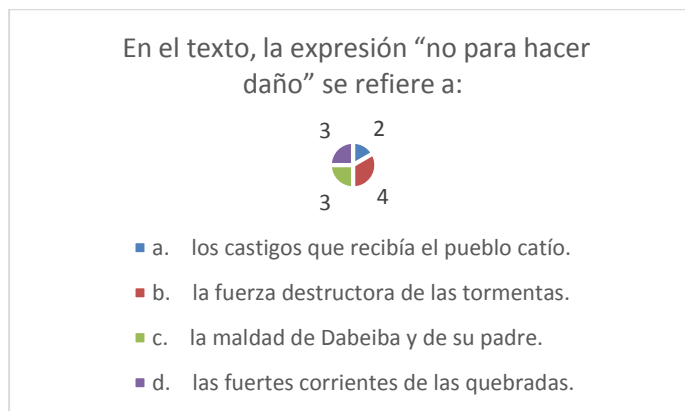 En el texto, la expresión “no para hacer
daño” se refiere a:
3 2
3 4
a. los castigos que recibía el pueblo catío.
b. la fuerza destructora de las tormentas.
c. la maldad de Dabeiba y de su padre.
d. las fuertes corrientes de las quebradas.